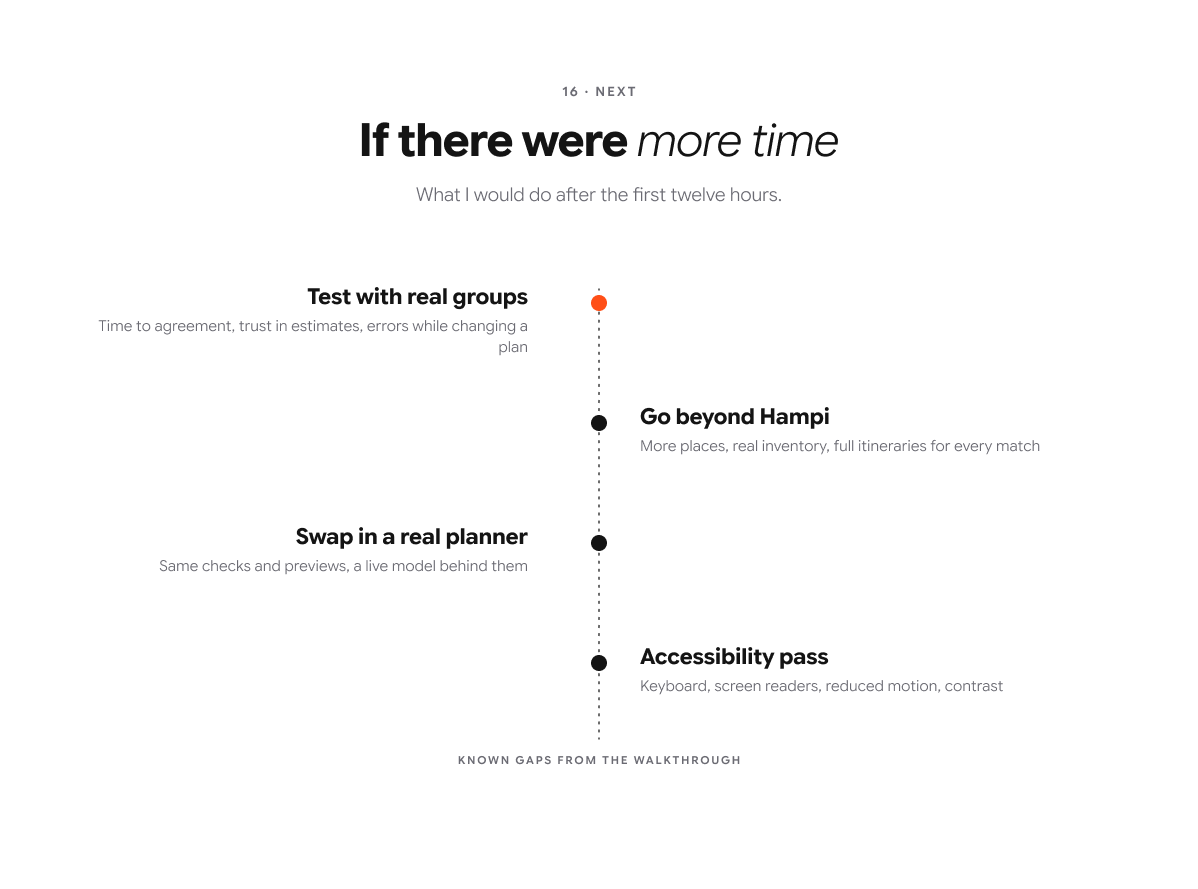 16 · NEXT
If there were more time
What I would do after the first twelve hours.
Test with real groups
Time to agreement, trust in estimates, errors while changing a
plan
Go beyond Hampi
More places, real inventory, full itineraries for every match
Swap in a real planner
Same checks and previews, a live model behind them
Accessibility pass
Keyboard, screen readers, reduced motion, contrast
KNOWN GAPS FROM THE WALKTHROUGH